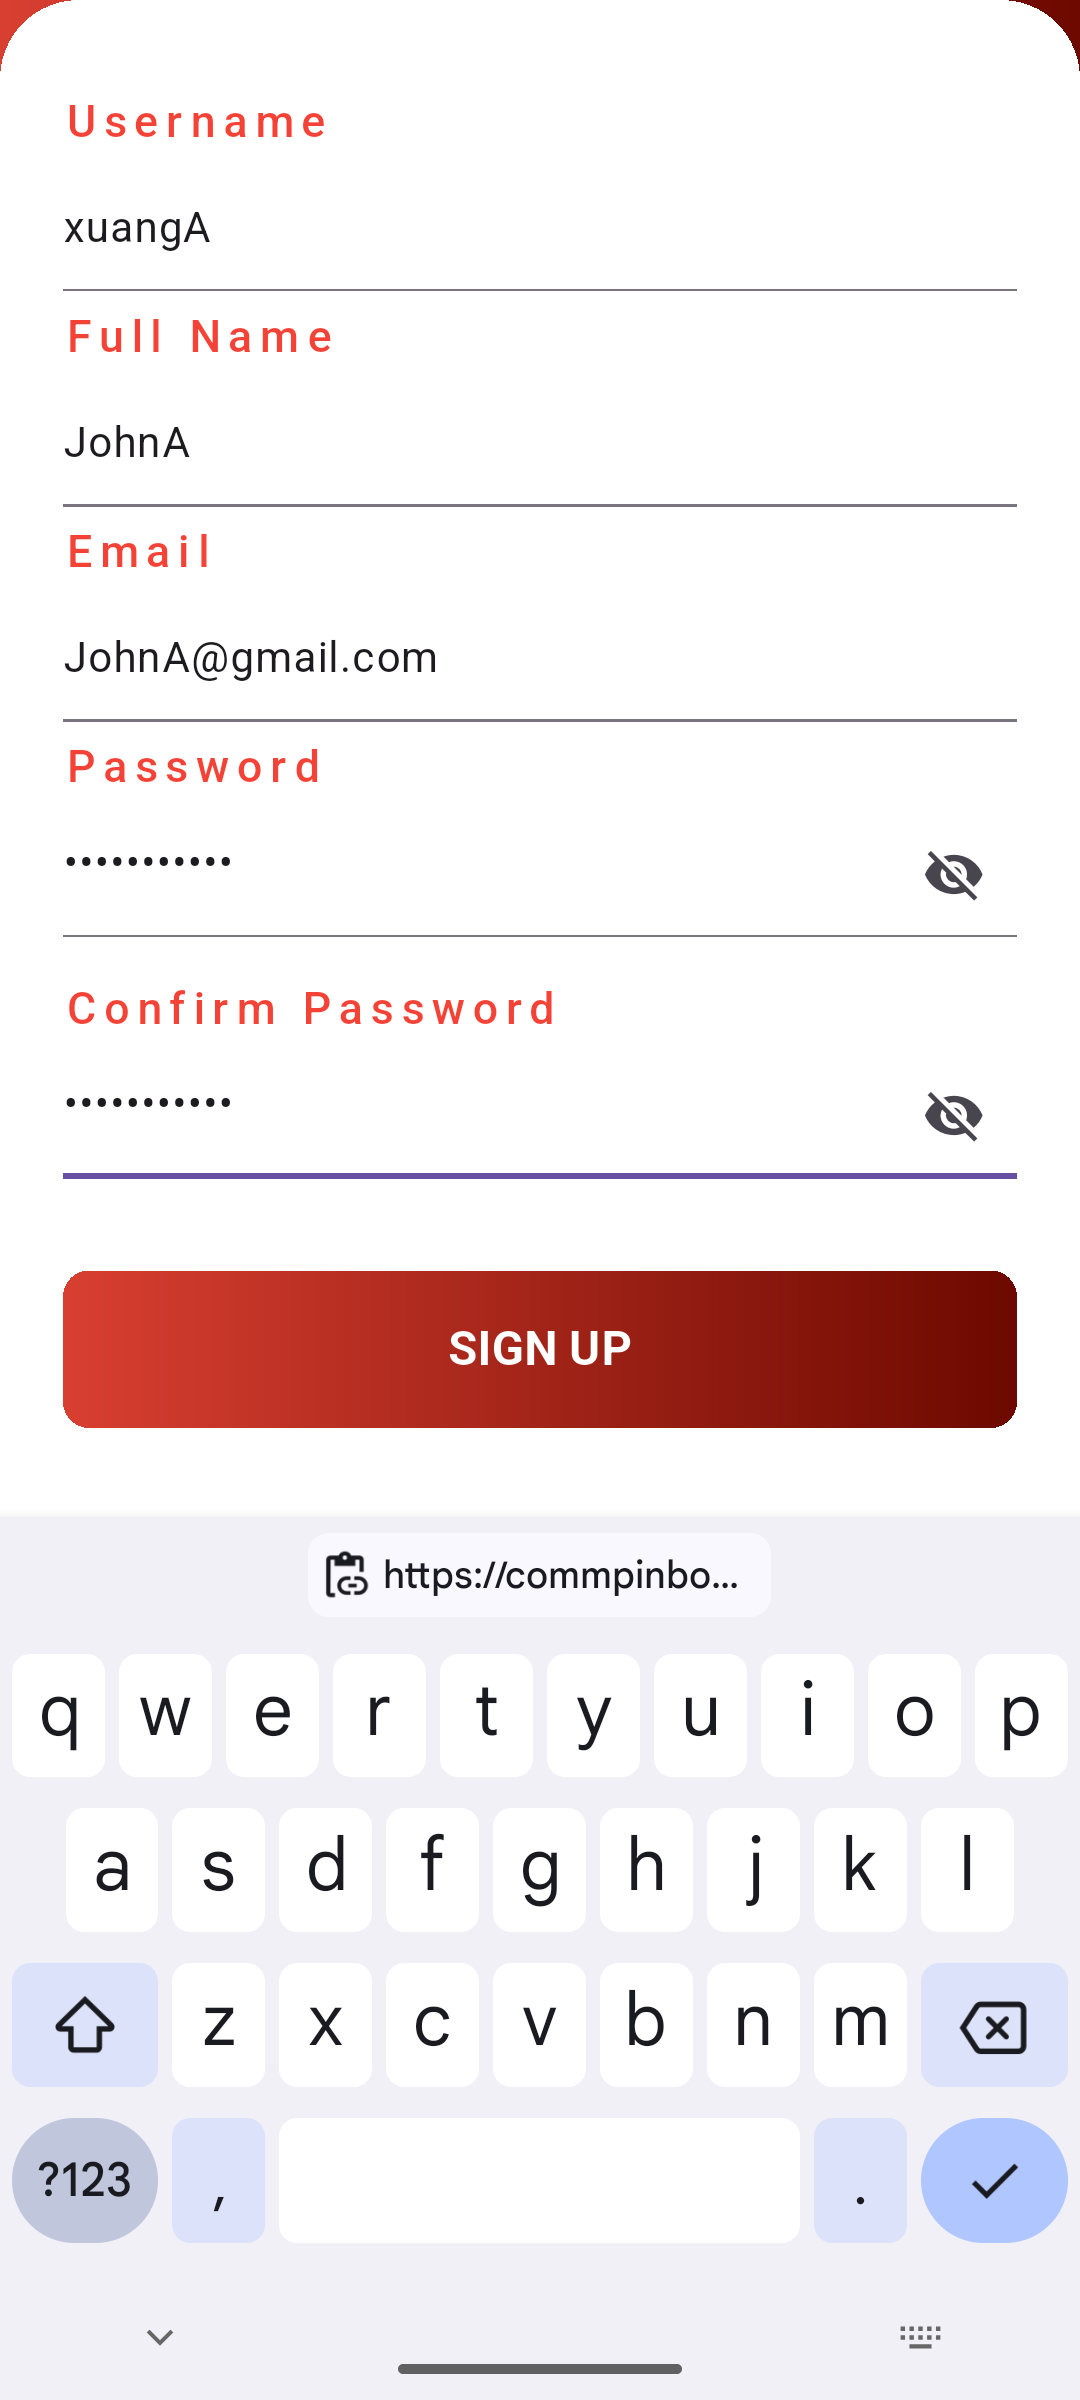 Username
xuangA
Full Name
JohnA
Email
JohnA@gmail.com
Password
•••••••••••
Confirm Password
•••••••••••
SIGN UP
https://commpinbo...
q w e r t y u i o p
a s d f g h j k l
z x c v b n m
?123 , .